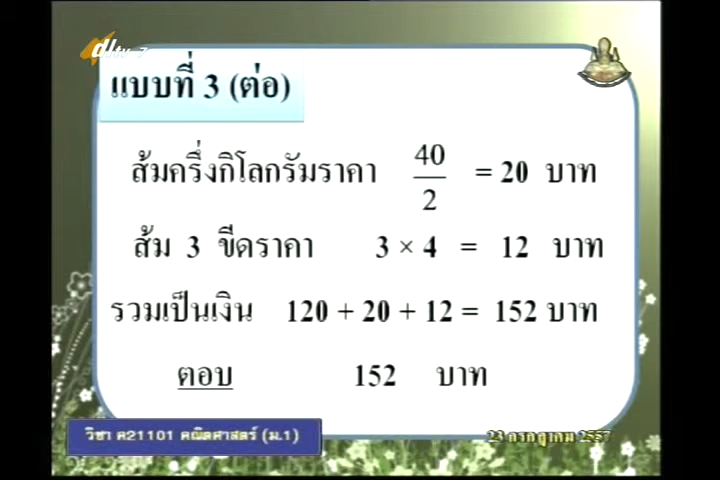 dltv 7
แบบที่ 3 (ต่อ)
ส้มครึ่งกิโลกรัมราคา 40/2 = 20 บาท
ส้ม 3 ขีดราคา 3 × 4 = 12 บาท
รวมเป็นเงิน 120 + 20 + 12 = 152 บาท
ตอบ 152 บาท
วิชา ค21101 คณิตศาสตร์ (ม.1)
23 กรกฎาคม 2557